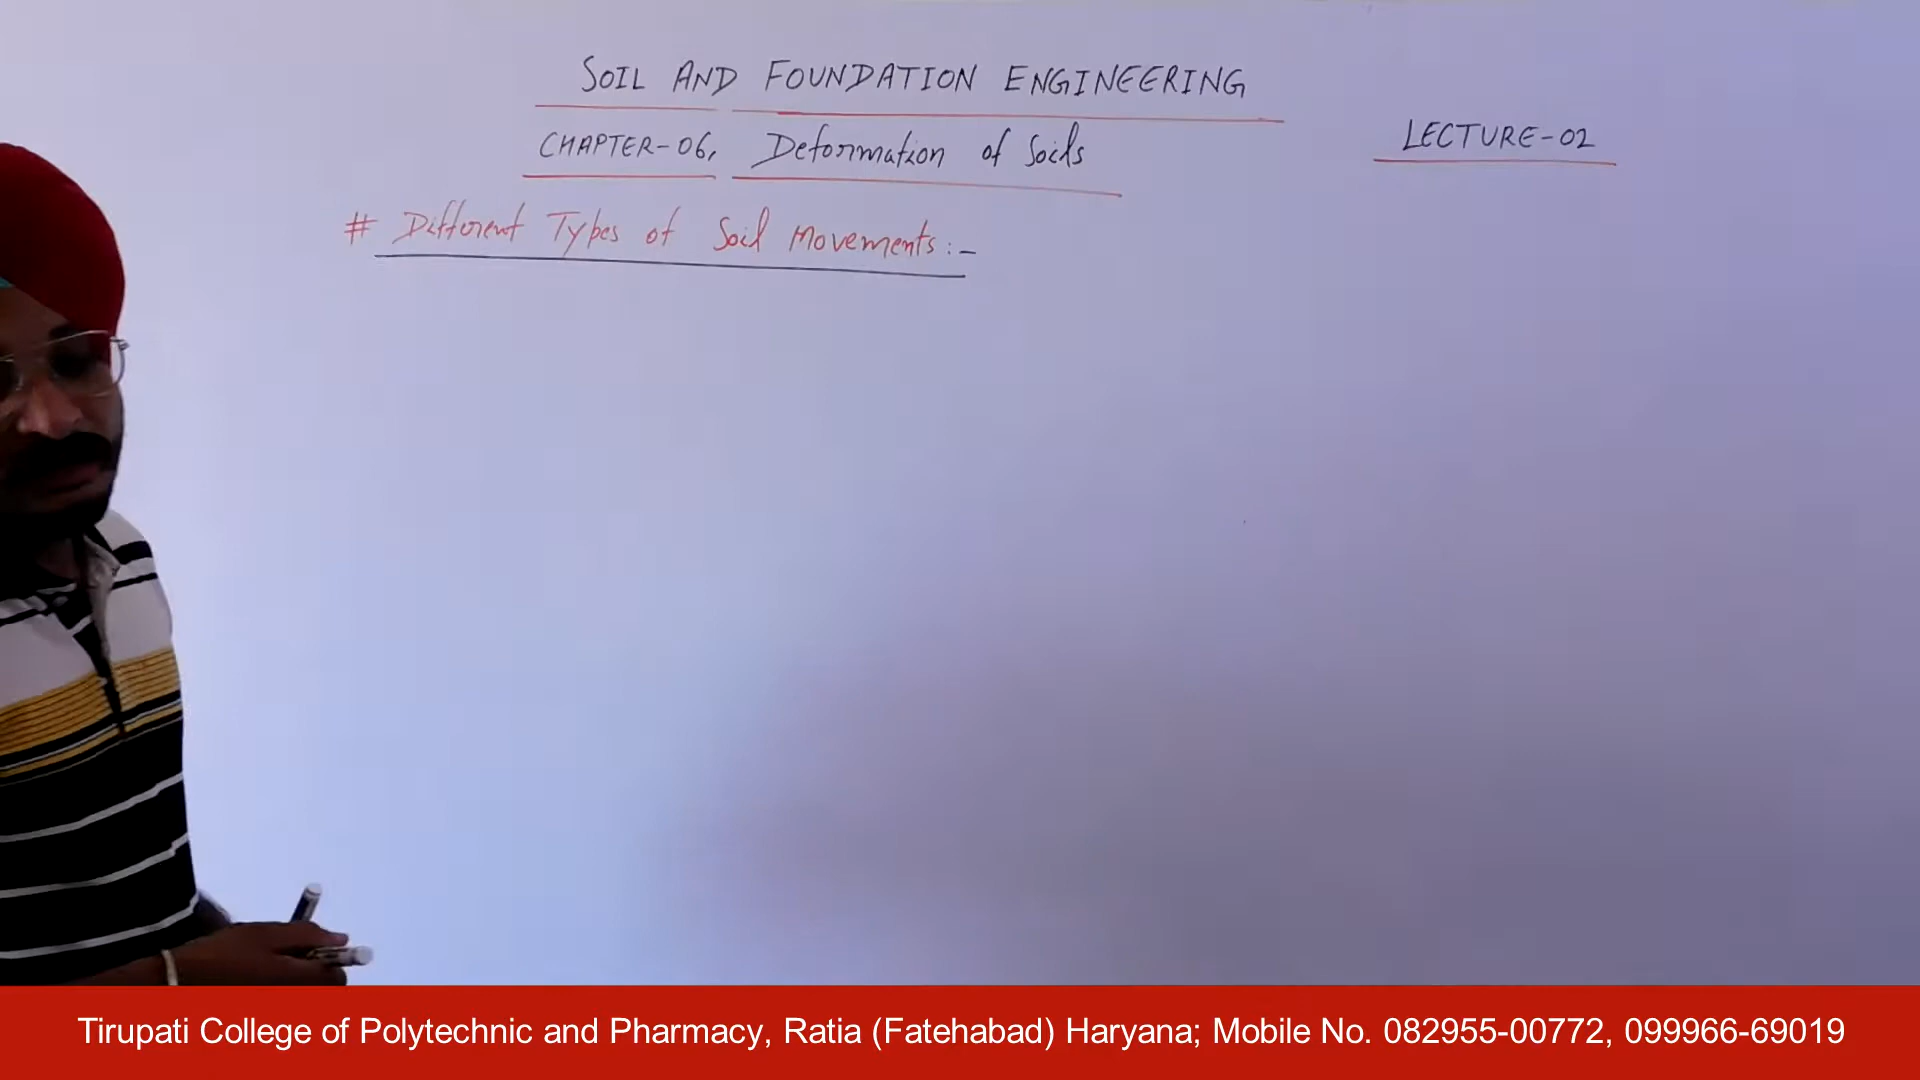 SOIL AND FOUNDATION ENGINEERING
CHAPTER-06, Deformation of Soils
LECTURE-02
# Different Types of Soil Movements:-
Tirupati College of Polytechnic and Pharmacy, Ratia (Fatehabad) Haryana; Mobile No. 082955-00772, 099966-69019